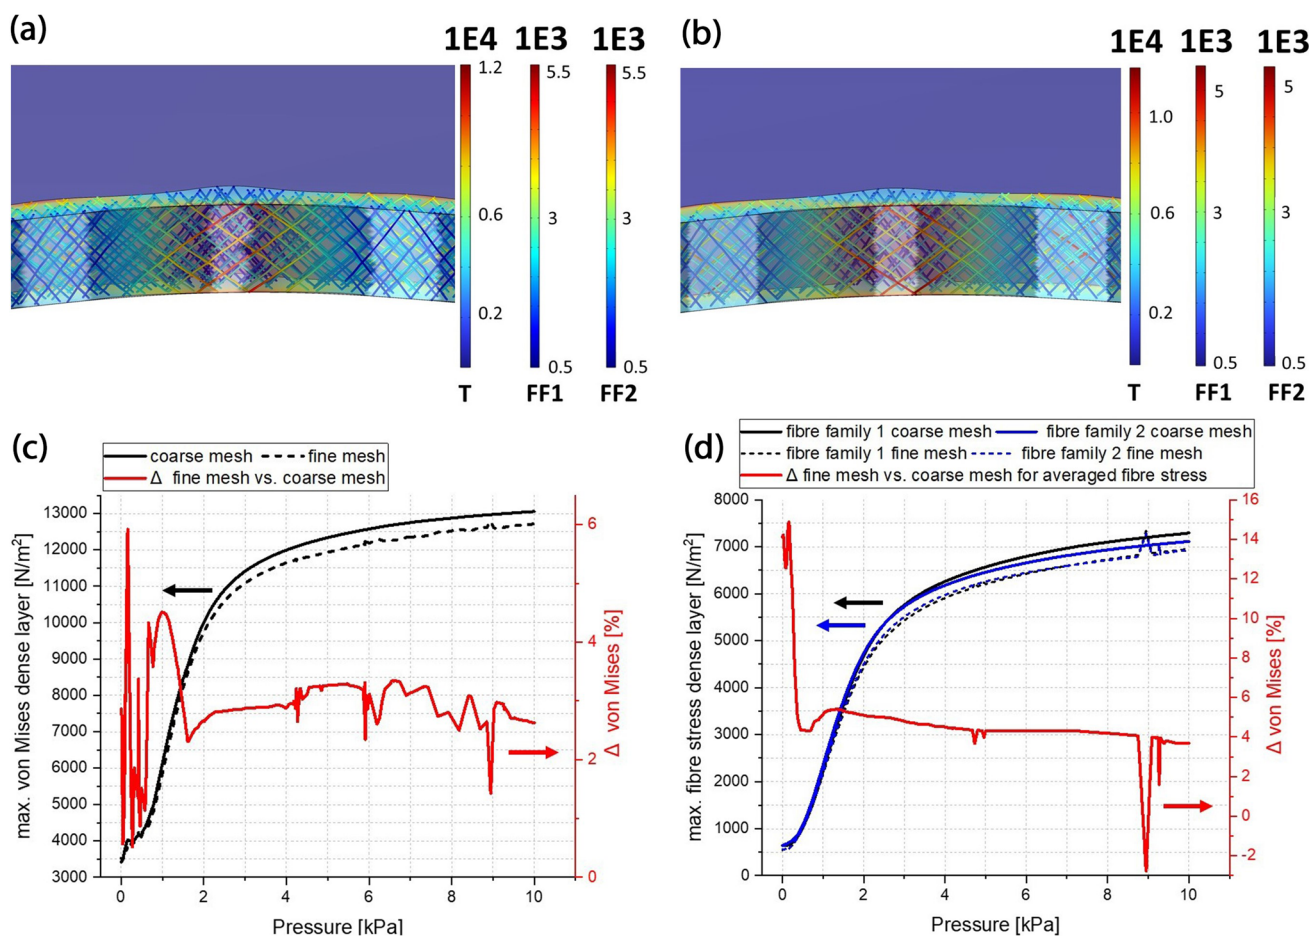 (a)
1E4 1E3 1E3
1.2 5.5 5.5
0.6 3 3
0.2
0.5 0.5
T FF1 FF2
(b)
1E4 1E3 1E3
1.0 5 5
0.6 3 3
0.2
0.5 0.5
T FF1 FF2
(c)
coarse mesh fine mesh
Δ fine mesh vs. coarse mesh
max. von Mises dense layer [N/m²]
13000
12000
11000
10000
9000
8000
7000
6000
5000
4000
3000
0 2 4 6 8 10
Pressure [kPa]
6
4
2
0
Δ von Mises [%]
(d)
fibre family 1 coarse mesh fibre family 2 coarse mesh
fibre family 1 fine mesh fibre family 2 fine mesh
Δ fine mesh vs. coarse mesh for averaged fibre stress
max. fibre stress dense layer [N/m²]
8000
7000
6000
5000
4000
3000
2000
1000
0
0 2 4 6 8 10
Pressure [kPa]
16
14
12
10
8
6
4
2
0
-2
Δ von Mises [%]